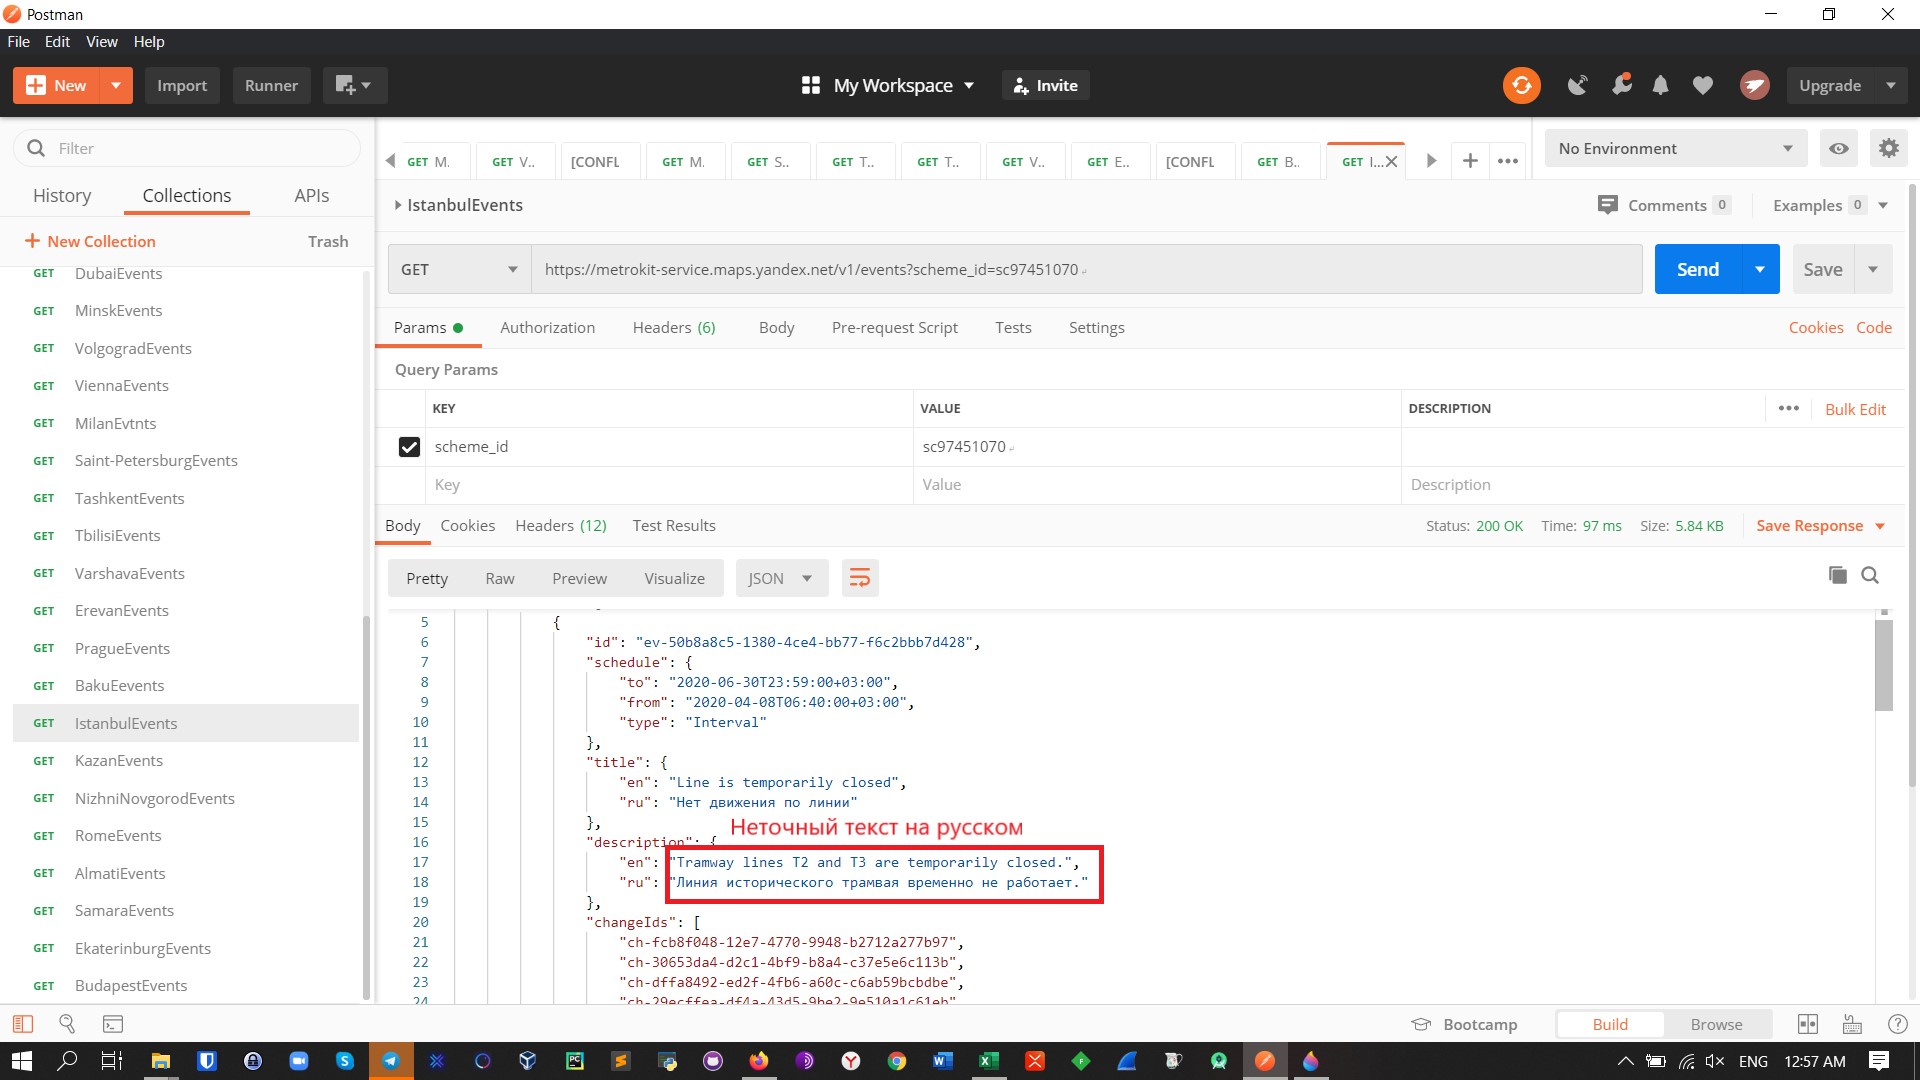 Postman
File Edit View Help
New Import Runner My Workspace Invite Upgrade
Filter
History Collections APIs
New Collection Trash
GET DubaiEvents
GET MinskEvents
GET VolgogradEvents
GET ViennaEvents
GET MilanEvtnts
GET Saint-PetersburgEvents
GET TashkentEvents
GET TbilisiEvents
GET VarshavaEvents
GET ErevanEvents
GET PragueEvents
GET BakuEevents
GET IstanbulEvents
GET KazanEvents
GET NizhniNovgorodEvents
GET RomeEvents
GET AlmatiEvents
GET SamaraEvents
GET EkaterinburgEvents
GET BudapestEvents
GET M. GET V.. [CONFL GET M. GET S.. GET T.. GET T.. GET V.. GET E.. [CONFL GET B.. GET I...
No Environment
IstanbulEvents
Comments 0 Examples 0
GET https://metrokit-service.maps.yandex.net/v1/events?scheme_id=sc97451070
Send Save
Params Authorization Headers (6) Body Pre-request Script Tests Settings Cookies Code
Query Params
KEY VALUE DESCRIPTION ••• Bulk Edit
scheme_id sc97451070
Key Value Description
Body Cookies Headers (12) Test Results Status: 200 OK Time: 97 ms Size: 5.84 KB Save Response
Pretty Raw Preview Visualize JSON
5 {
6 "id": "ev-50b8a8c5-1380-4ce4-bb77-f6c2bbb7d428",
7 "schedule": {
8 "to": "2020-06-30T23:59:00+03:00",
9 "from": "2020-04-08T06:40:00+03:00",
10 "type": "Interval"
11 },
12 "title": {
13 "en": "Line is temporarily closed",
14 "ru": "Нет движения по линии"
15 },
Неточный текст на русском
16 "description": {
17 "en": "Tramway lines T2 and T3 are temporarily closed.",
18 "ru": "Линия исторического трамвая временно не работает."
19 },
20 "changeIds": [
21 "ch-fcb8f048-12e7-4770-9948-b2712a277b97",
22 "ch-30653da4-d2c1-4bf9-b8a4-c37e5e6c113b",
23 "ch-dffa8492-ed2f-4fb6-a60c-c6ab59bcbdbe",
24 "ch-29ecffea-df4a-43d5-9be2-9e510a1c61eb"
Bootcamp Build Browse
ENG 12:57 AM